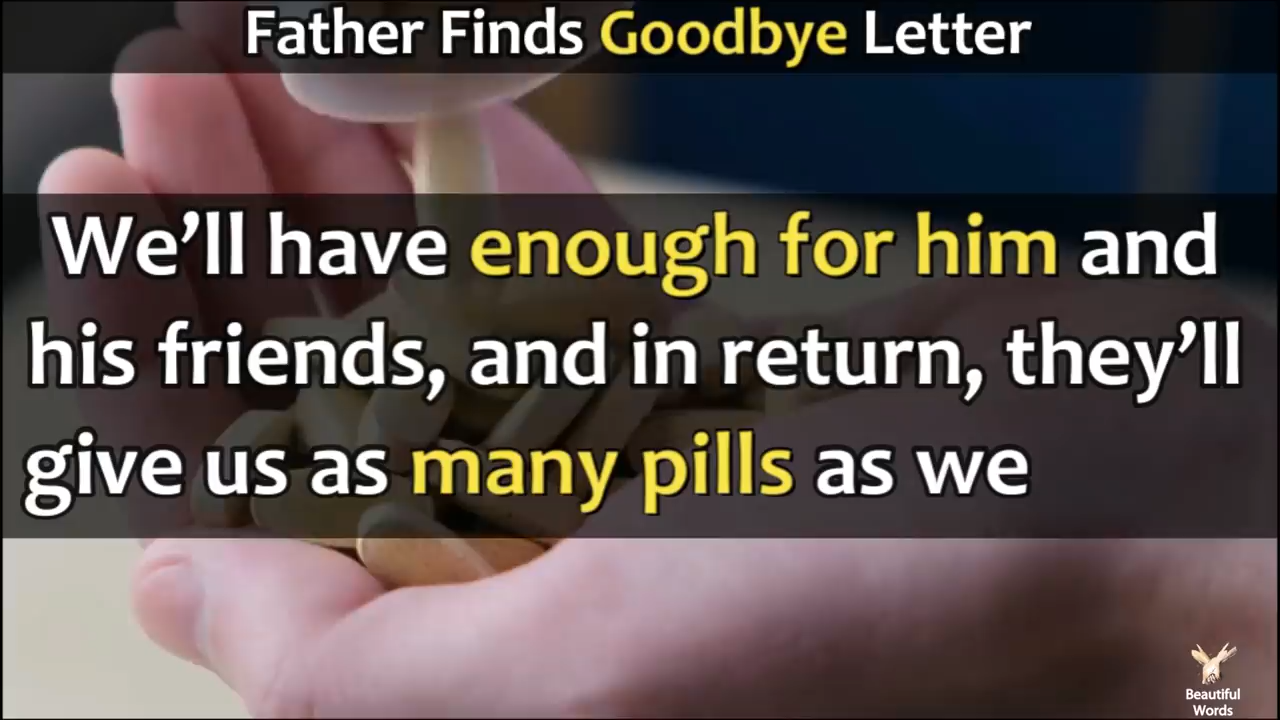 Father Finds Goodbye Letter
We’ll have enough for him and
his friends, and in return, they’ll
give us as many pills as we
Beautiful
Words